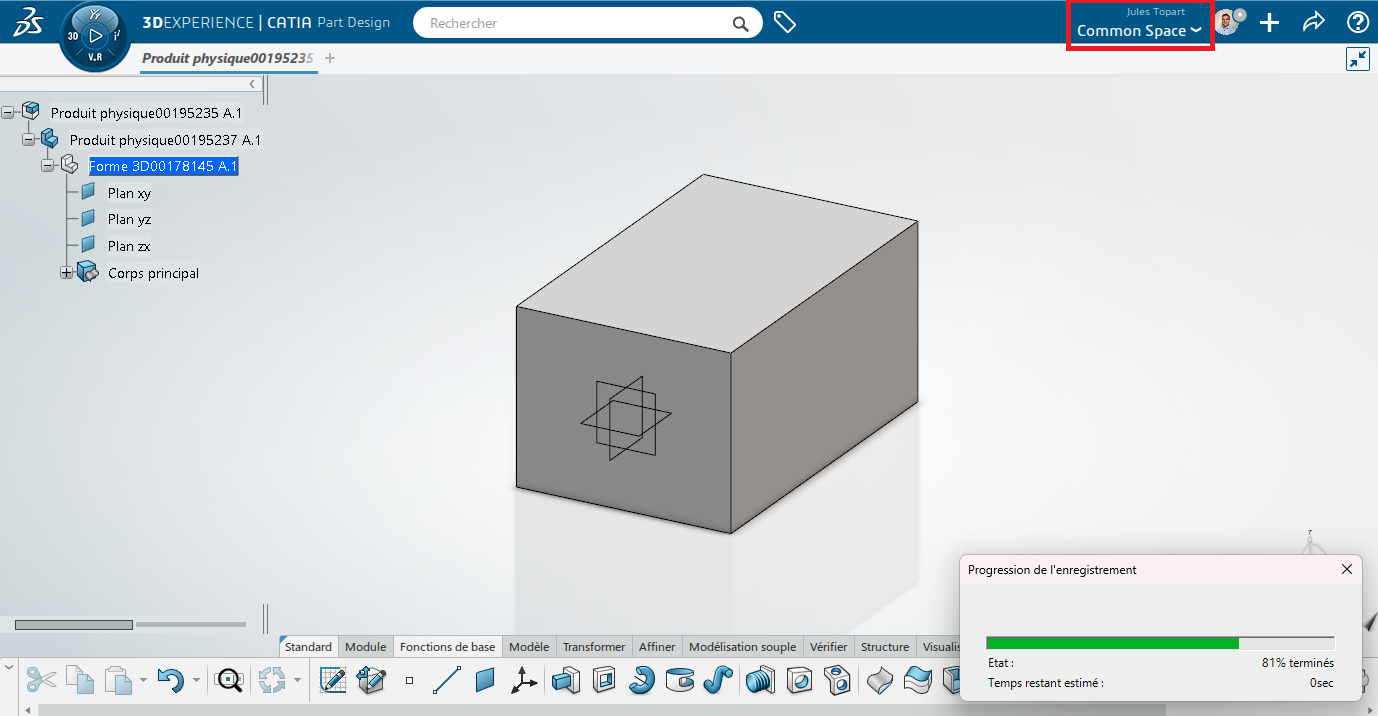 3DEXPERIENCE | CATIA Part Design
Rechercher
Jules Topart
Common Space
3D
V.R
Produit physique00195235
Produit physique00195235 A.1
Produit physique00195237 A.1
Forme 3D00178145 A.1
Plan xy
Plan yz
Plan zx
Corps principal
z
Progression de l'enregistrement
Etat :
81% terminés
Temps restant estimé :
0sec
Standard
Module
Fonctions de base
Modèle
Transformer
Affiner
Modélisation souple
Vérifier
Structure
Visualis